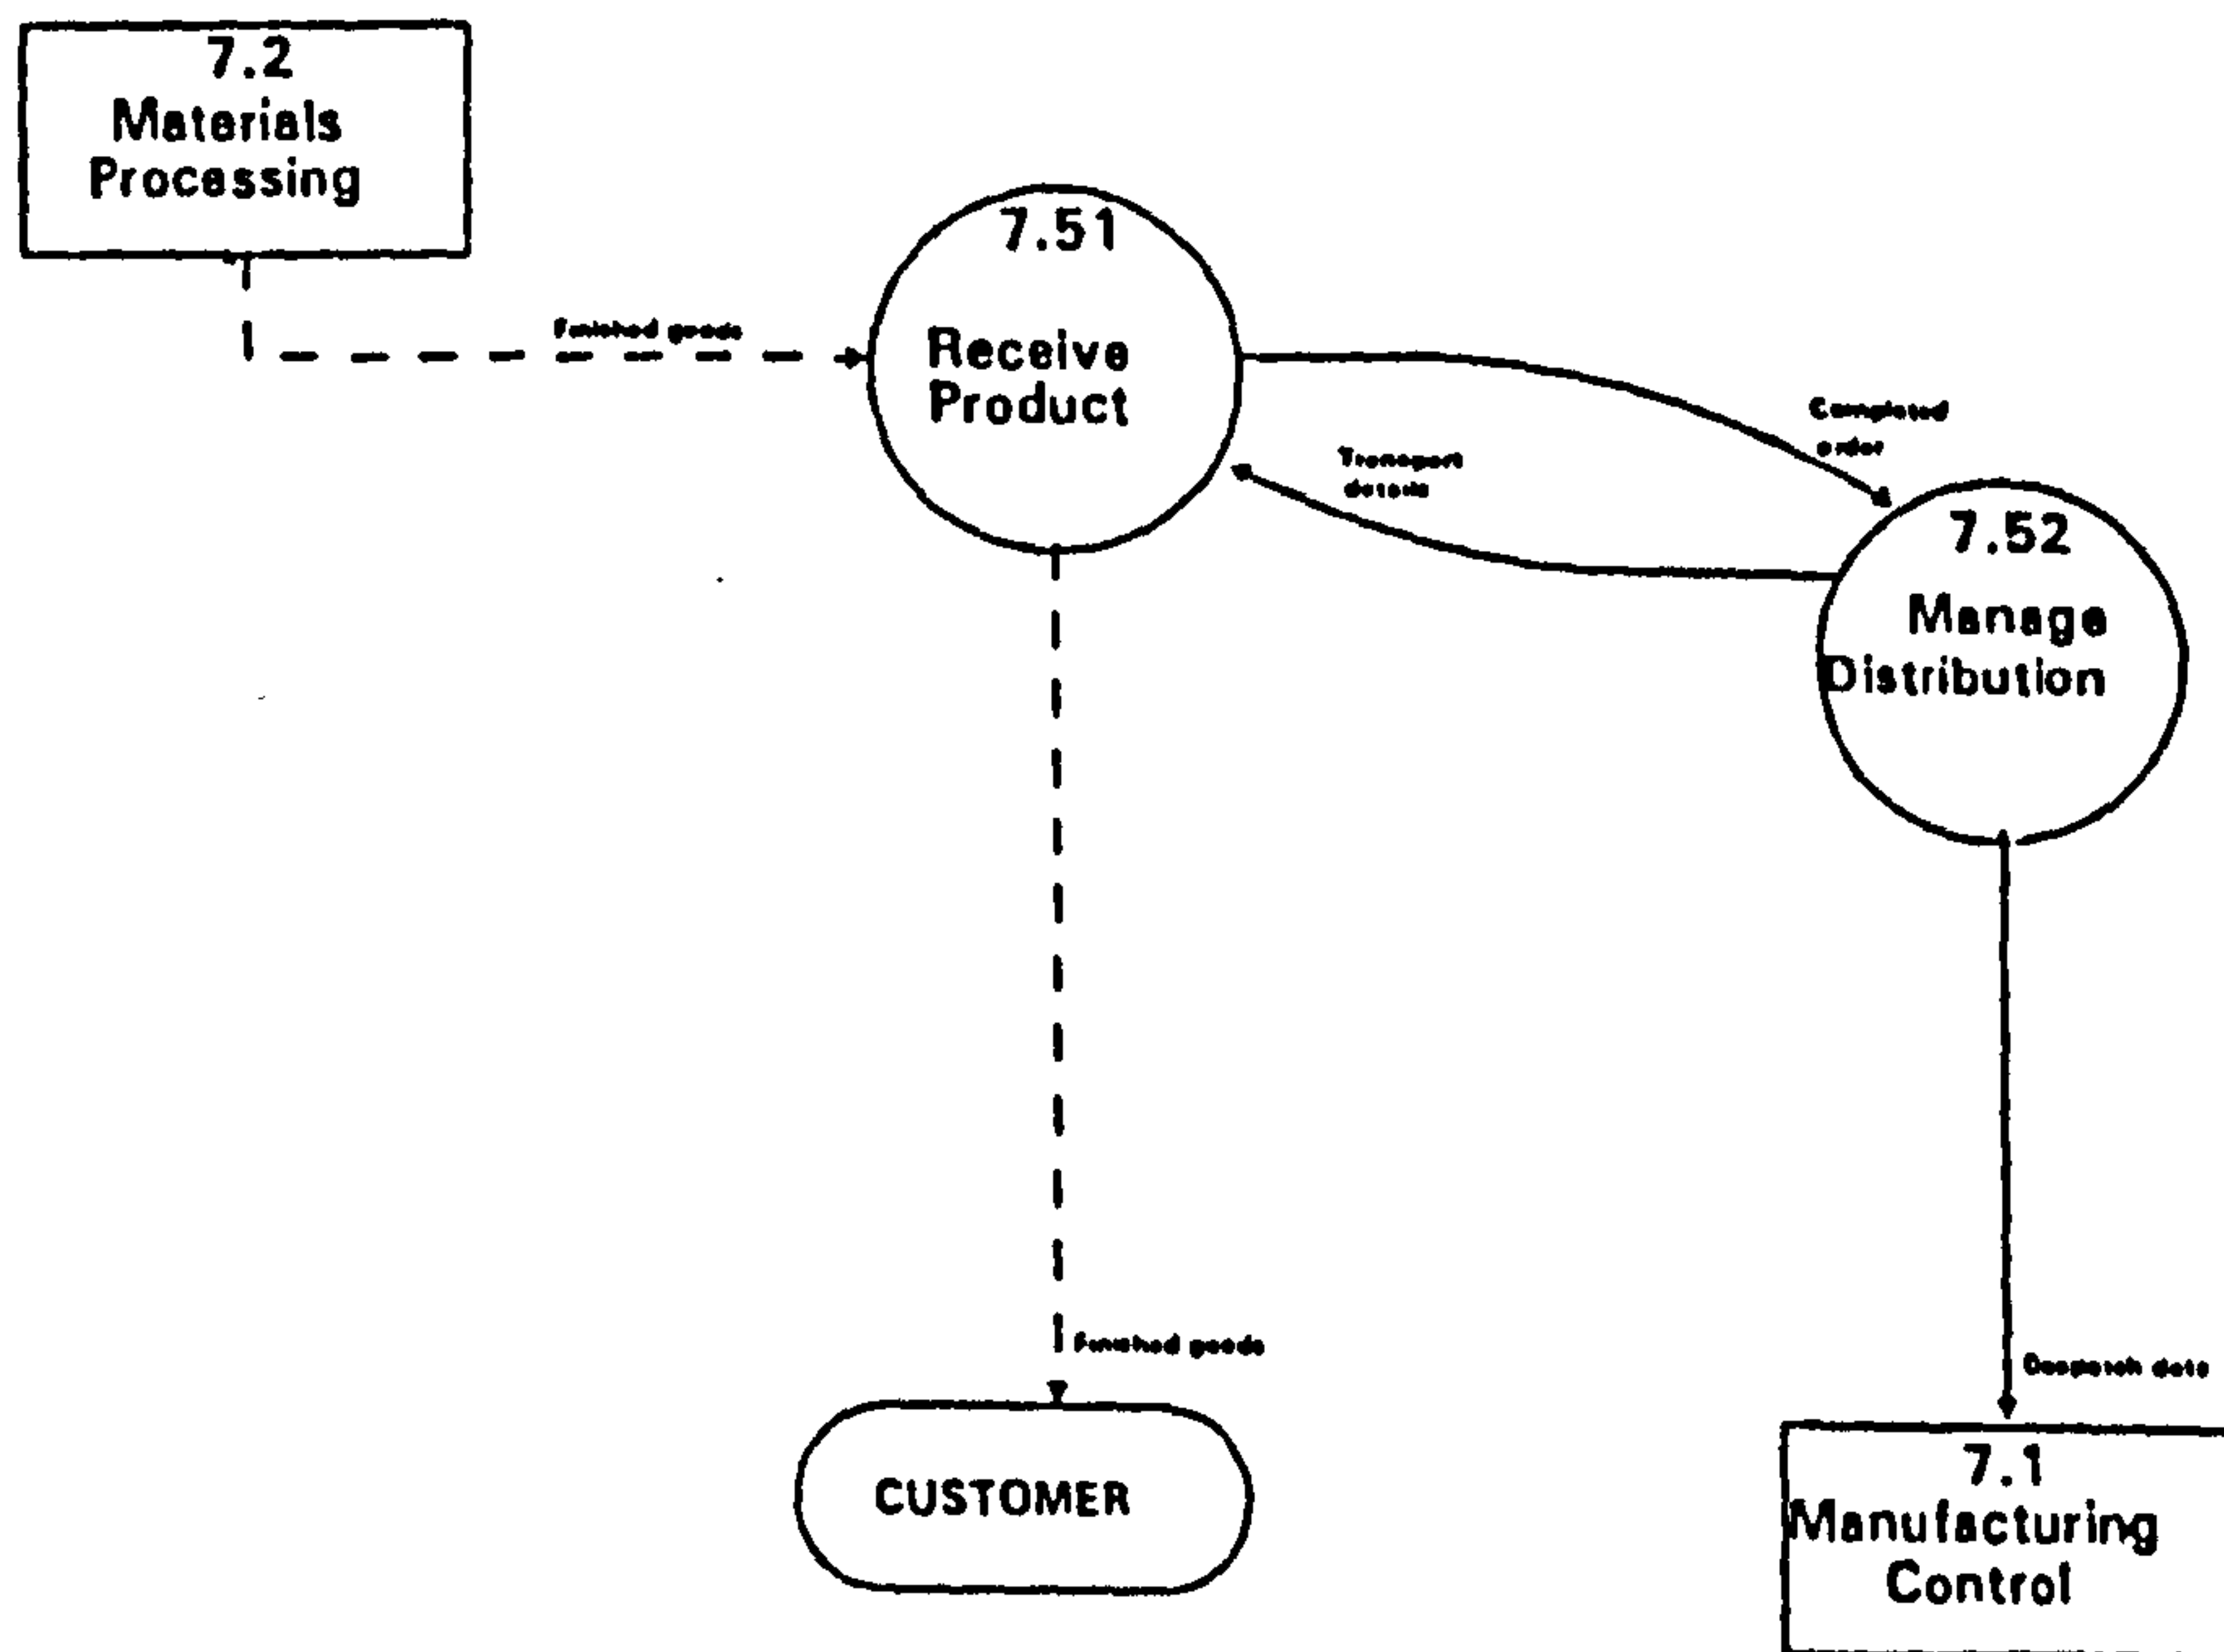 7.2
Materials
Processing
7.51
Receive
Product
Finished goods
Completed
order
Transport
details
7.52
Manage
Distribution
Finished goods
Despatch
CUSTOMER
7.1
Manufacturing
Control